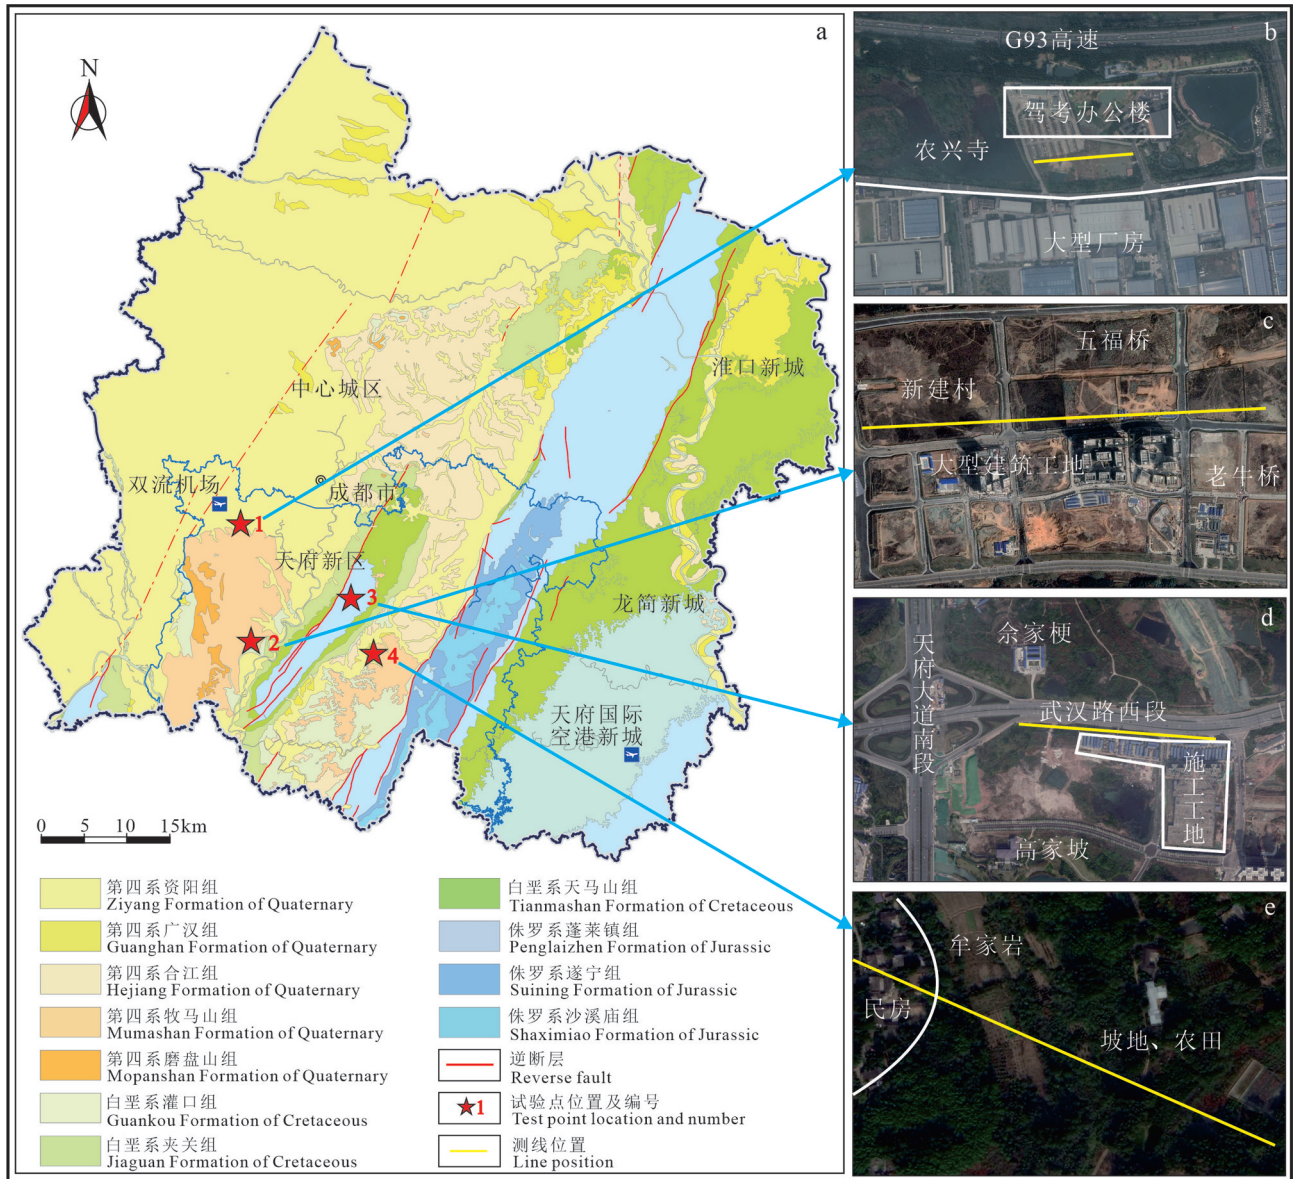 a
N
中心城区
淮口新城
双流机场
成都市
1
天府新区
3
龙简新城
2
4
天府国际
空港新城
0 5 10 15km
第四系资阳组
Ziyang Formation of Quaternary
第四系广汉组
Guanghan Formation of Quaternary
第四系合江组
Hejiang Formation of Quaternary
第四系牧马山组
Mumashan Formation of Quaternary
第四系磨盘山组
Mopanshan Formation of Quaternary
白垩系灌口组
Guankou Formation of Cretaceous
白垩系夹关组
Jiaguan Formation of Cretaceous
白垩系天马山组
Tianmashan Formation of Cretaceous
侏罗系蓬莱镇组
Penglaizhen Formation of Jurassic
侏罗系遂宁组
Suining Formation of Jurassic
侏罗系沙溪庙组
Shaximiao Formation of Jurassic
逆断层
Reverse fault
1
试验点位置及编号
Test point location and number
测线位置
Line position
b
G93高速
驾考办公楼
农兴寺
大型厂房
c
五福桥
新建村
大型建筑工地
老牛桥
d
佘家梗
天府大道南段
武汉路西段
施工工地
高家坡
e
牟家岩
民房
坡地、农田